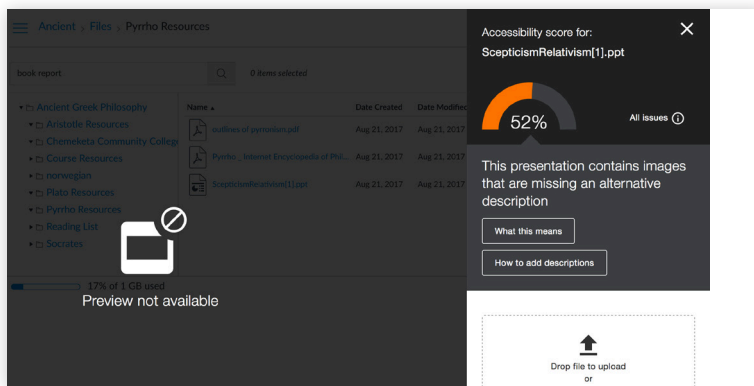 Ancient > Files > Pyrrho Resources
book report
0 items selected
Ancient Greek Philosophy
Aristotle Resources
Chemeketa Community Colleg
Course Resources
norwegian
Plato Resources
Pyrrho Resources
Reading List
Socrates
17% of 1 GB used
Name Date Created Date Modified
outlines of pyrronism.pdf Aug 21, 2017 Aug 21, 2017
Pyrrho _ Internet Encyclopedia of Phil... Aug 21, 2017 Aug 21, 2017
ScepticismRelativism[1].ppt Aug 21, 2017 Aug 21, 2017
Preview not available
Accessibility score for:
ScepticismRelativism[1].ppt
52%
All issues
This presentation contains images
that are missing an alternative
description
What this means
How to add descriptions
Drop file to upload
or